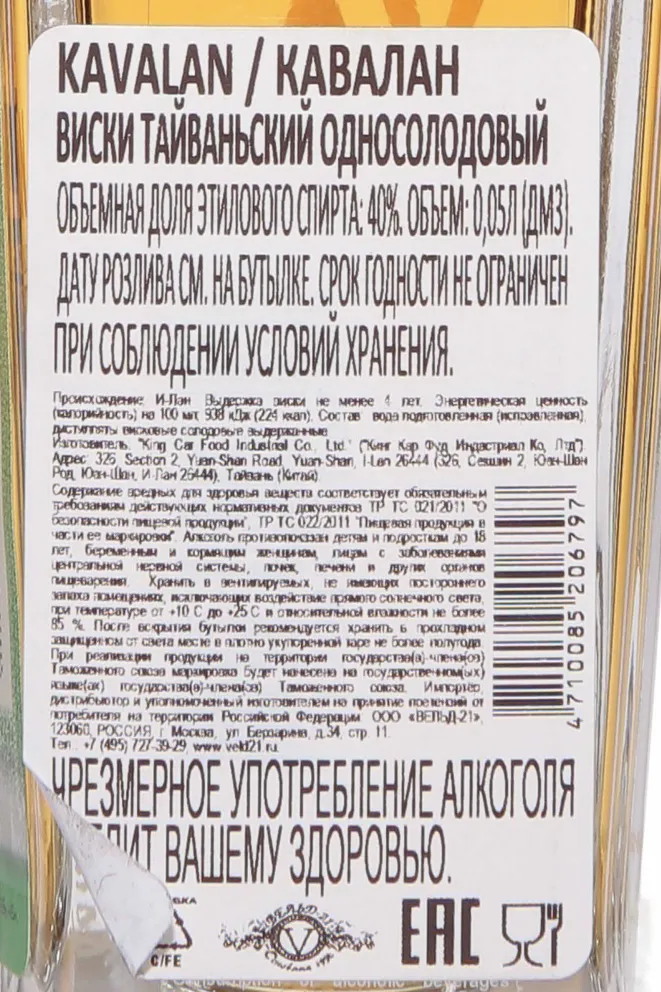 KAVALAN / КАВАЛАН
ВИСКИ ТАЙВАНЬСКИЙ ОДНОСОЛОДОВЫЙ
ОБЪЕМНАЯ ДОЛЯ ЭТИЛОВОГО СПИРТА: 40%. ОБЪЕМ: 0,05Л (ДМ3).
ДАТУ РОЗЛИВА СМ. НА БУТЫЛКЕ. СРОК ГОДНОСТИ НЕ ОГРАНИЧЕН
ПРИ СОБЛЮДЕНИИ УСЛОВИЙ ХРАНЕНИЯ.
Происхождение: И-Лан Выдержка виски не менее 4 лет. Энергетическая ценность
(калорийность) на 100 мл: 938 кДж (224 ккал). Состав: вода подготовленная (исправленная),
дистилляты висковые солодовые выдержанные
Изготовитель: "King Car Food Industrial Co., Ltd." ("Кинг Кар Фуд Индастриал Ко, Лтд").
Адрес: 326, Section 2, Yuan-Shan Road, Yuan-Shan, I-Lan 26444 (326, Секшин 2, Юан-Шан
Род, Юан-Шан, И-Лан 26444), Тайвань (Китай).
Содержание вредных для здоровья веществ соответствует обязательным
требованиям действующих нормативных документов ТР ТС 021/2011 "О
безопасности пищевой продукции", ТР ТС 022/2011 "Пищевая продукция в
части ее маркировки". Алкоголь противопоказан детям и подросткам до 18
лет, беременным и кормящим женщинам, лицам с заболеваниями
центральной нервной системы, почек, печени и других органов
пищеварения. Хранить в вентилируемых, не имеющих постороннего
запаха помещениях, исключающих воздействие прямого солнечного света,
при температуре от +10 С до +25 С и относительной влажности не более
85 %. После вскрытия бутылки рекомендуется хранить в прохладном
защищенном от света месте в плотно укупоренной таре не более полугода.
При реализации продукции на территории государства(в)-члена(ов)
Таможенного союза маркировка будет нанесена на государственном(ых)
языке(ах) государства(в)-члена(ов) Таможенного союза. Импортер,
дистрибьютор и уполномоченный изготовителем на принятие претензий от
потребителя на территории Российской Федерации: ООО «ВЕЛЬД-21»,
123060, РОССИЯ, г. Москва, ул. Берзарина, д.34, стр. 11.
Тел.: +7 (495) 727-39-29, www.veld21.ru.
4 710085 206797
ЧРЕЗМЕРНОЕ УПОТРЕБЛЕНИЕ АЛКОГОЛЯ
ЕДИТ ВАШЕМУ ЗДОРОВЬЮ.
C/FE
ВЕЛЬД-21
V
ЕАС